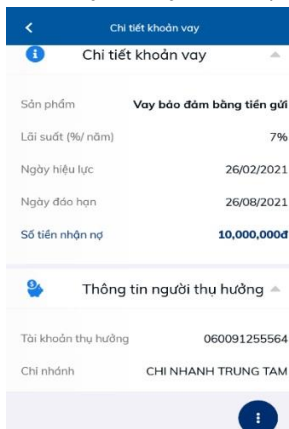 Chi tiết khoản vay
Chi tiết khoản vay
Sản phẩm Vay bảo đảm bằng tiền gửi
Lãi suất (%/ năm) 7%
Ngày hiệu lực 26/02/2021
Ngày đáo hạn 26/08/2021
Số tiền nhận nợ 10,000,000đ
Thông tin người thụ hưởng
Tài khoản thụ hưởng 060091255564
Chi nhánh CHI NHANH TRUNG TAM